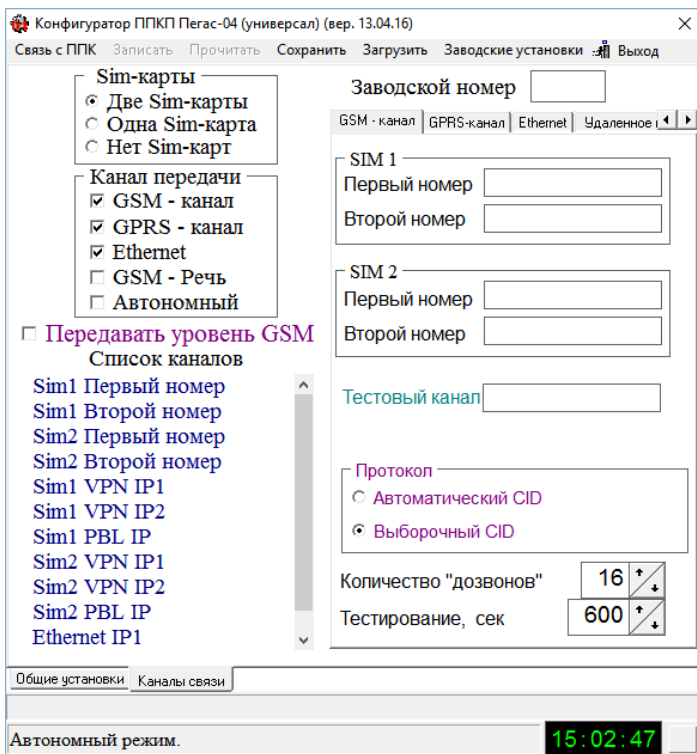 Конфигуратор ППКП Пегас-04 (универсал) (вер. 13.04.16)
Связь с ППК Записать Прочитать Сохранить Загрузить Заводские установки Выход
Sim-карты
Две Sim-карты
Одна Sim-карта
Нет Sim-карт
Канал передачи
GSM - канал
GPRS - канал
Ethernet
GSM - Речь
Автономный
Передавать уровень GSM
Список каналов
Sim1 Первый номер
Sim1 Второй номер
Sim2 Первый номер
Sim2 Второй номер
Sim1 VPN IP1
Sim1 VPN IP2
Sim1 PBL IP
Sim2 VPN IP1
Sim2 VPN IP2
Sim2 PBL IP
Ethernet IP1
Заводской номер
GSM - канал GPRS-канал Ethernet Удаленное
SIM 1
Первый номер
Второй номер
SIM 2
Первый номер
Второй номер
Тестовый канал
Протокол
Автоматический CID
Выборочный CID
Количество "дозвонов" 16
Тестирование, сек 600
Общие установки Каналы связи
Автономный режим. 15:02:47